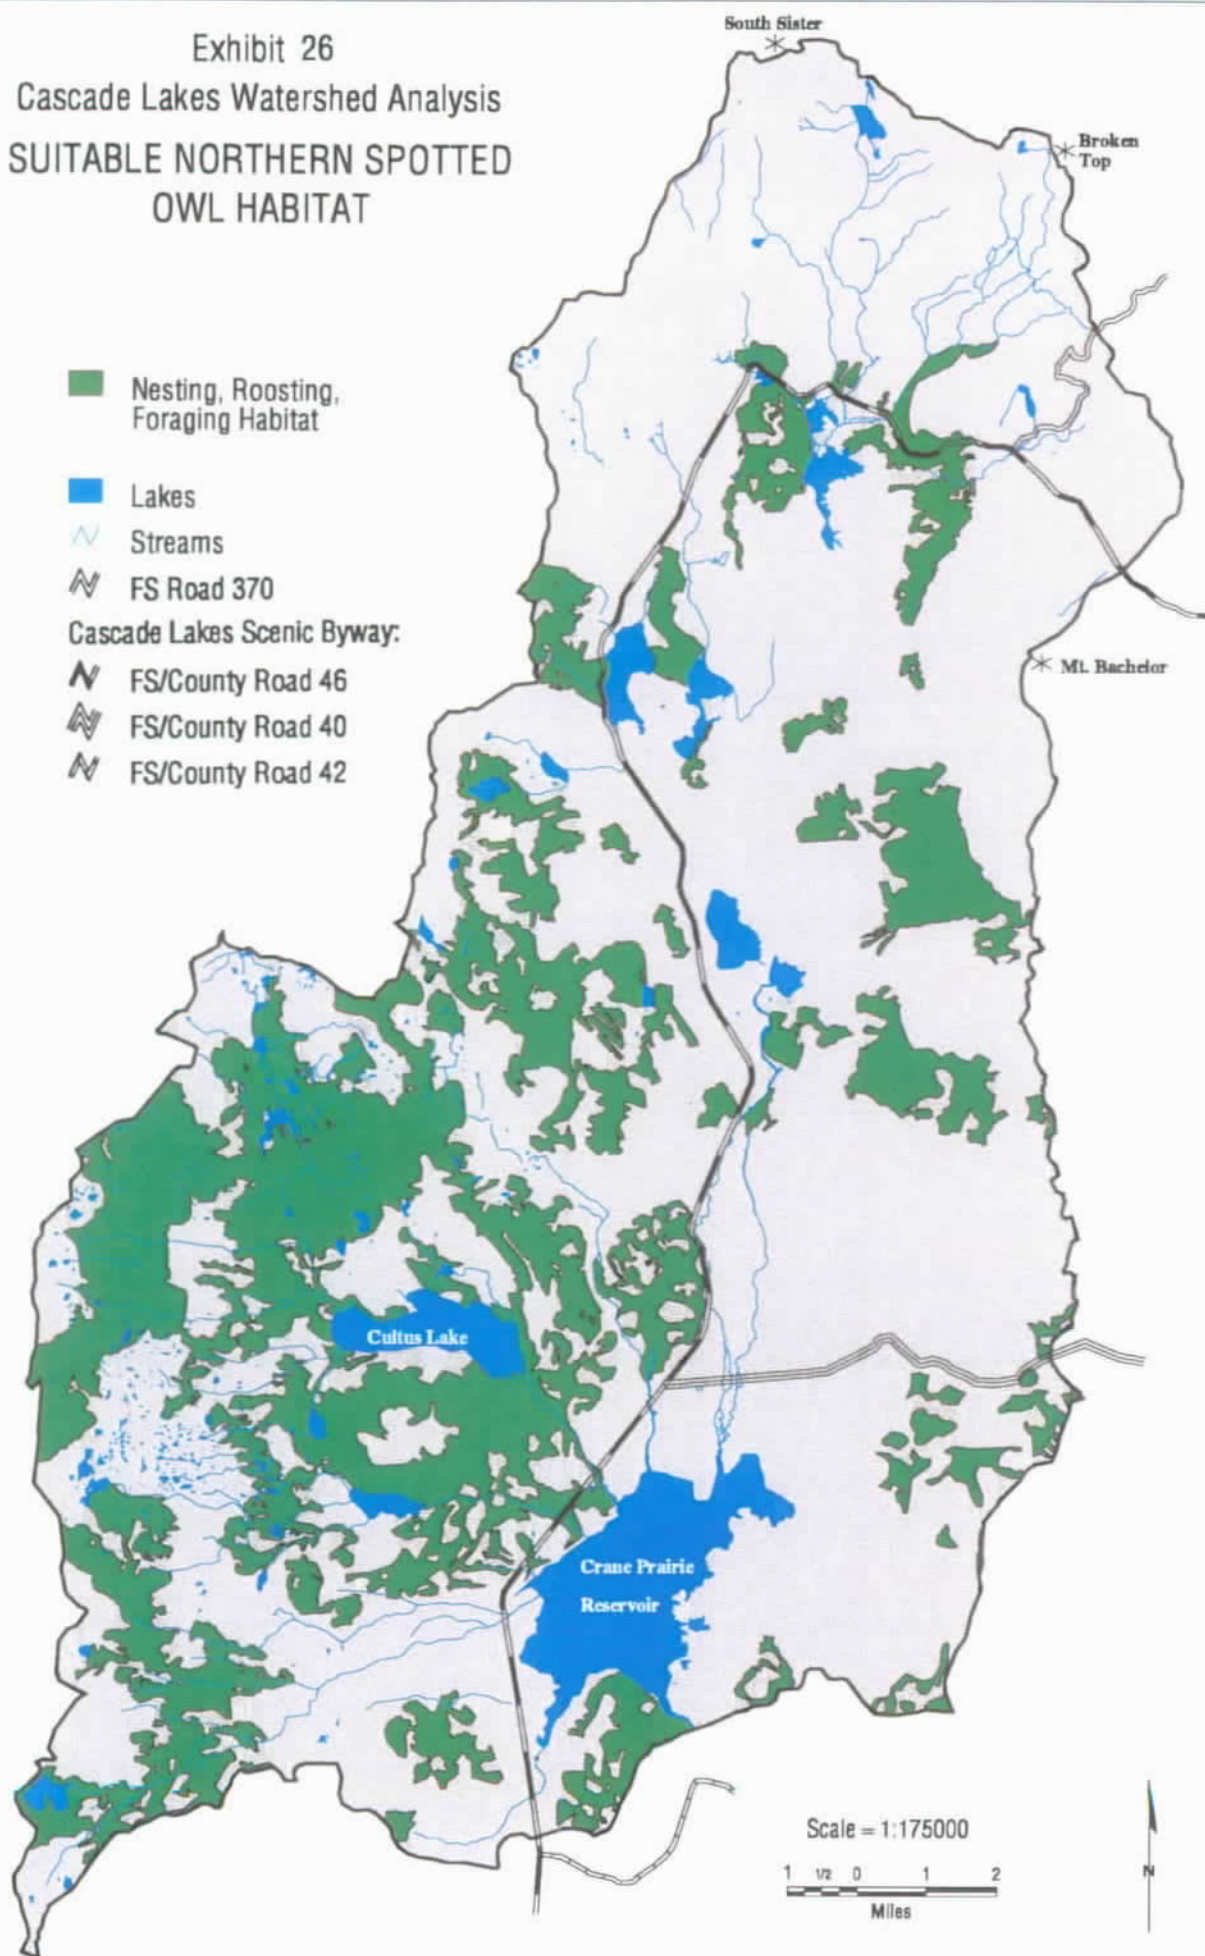 Exhibit 26
Cascade Lakes Watershed Analysis
SUITABLE NORTHERN SPOTTED
OWL HABITAT
South Sister
Broken
Top
Nesting, Roosting,
Foraging Habitat
Lakes
Streams
FS Road 370
Cascade Lakes Scenic Byway:
FS/County Road 46
FS/County Road 40
FS/County Road 42
Mt. Bachelor
Cultus Lake
Crane Prairie
Reservoir
Scale = 1:175000
1 1/2 0 1 2
Miles
N